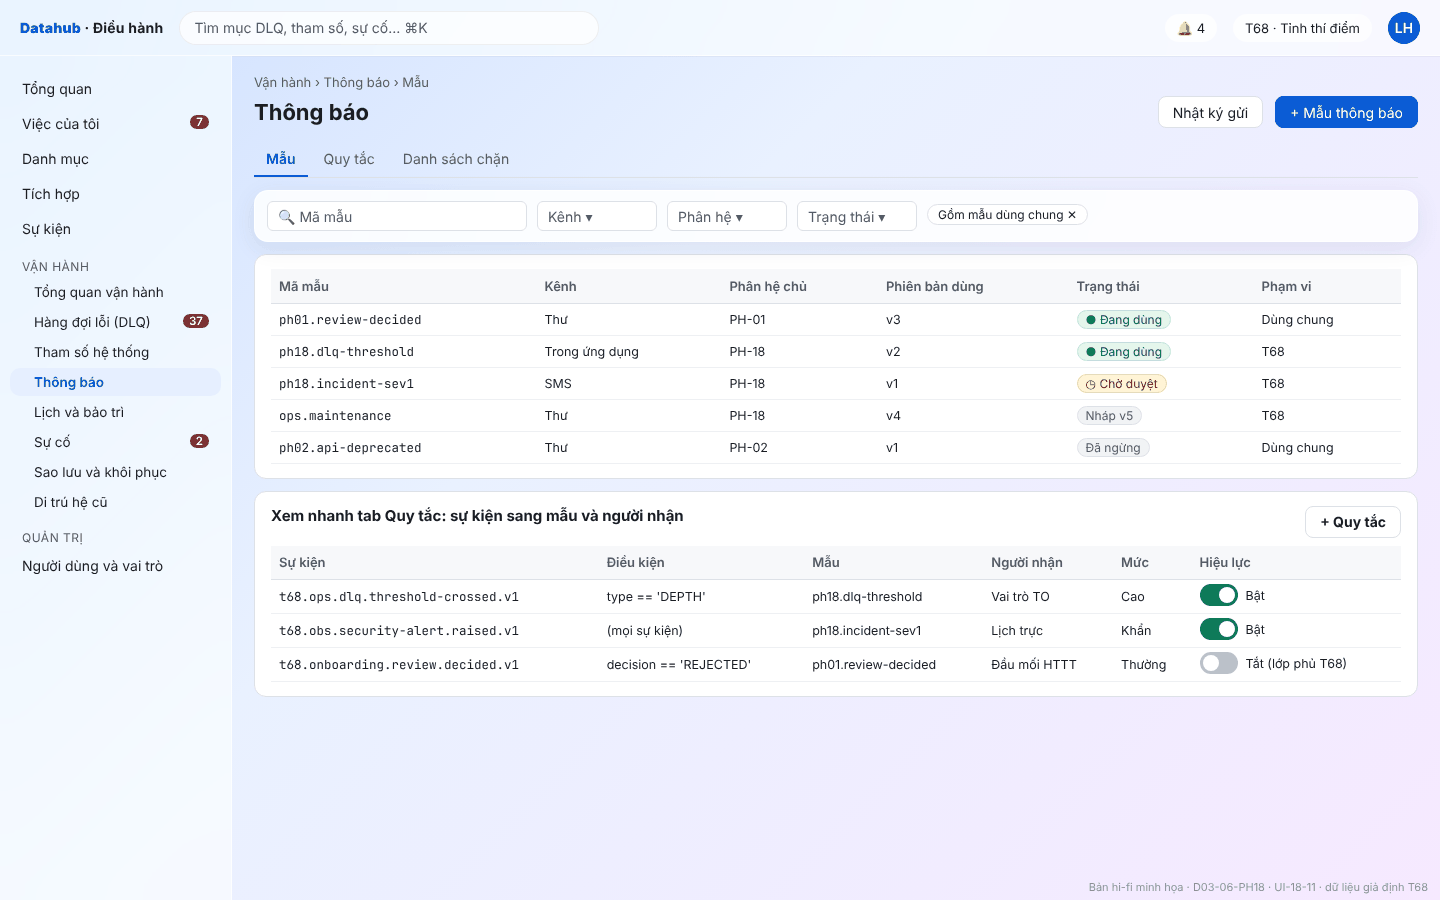 Datahub · Điều hành
Tìm mục DLQ, tham số, sự cố... ⌘K
🔔 4
T68 · Tỉnh thí điểm
LH
Tổng quan
Việc của tôi 7
Danh mục
Tích hợp
Sự kiện
VẬN HÀNH
Tổng quan vận hành
Hàng đợi lỗi (DLQ) 37
Tham số hệ thống
Thông báo
Lịch và bảo trì
Sự cố 2
Sao lưu và khôi phục
Di trú hệ cũ
QUẢN TRỊ
Người dùng và vai trò
Vận hành › Thông báo › Mẫu
Thông báo
Nhật ký gửi
+ Mẫu thông báo
Mẫu Quy tắc Danh sách chặn
🔍 Mã mẫu Kênh ▾ Phân hệ ▾ Trạng thái ▾ Gồm mẫu dùng chung ✕
Mã mẫu Kênh Phân hệ chủ Phiên bản dùng Trạng thái Phạm vi
ph01.review-decided Thư PH-01 v3 ● Đang dùng Dùng chung
ph18.dlq-threshold Trong ứng dụng PH-18 v2 ● Đang dùng T68
ph18.incident-sev1 SMS PH-18 v1 ◷ Chờ duyệt T68
ops.maintenance Thư PH-18 v4 Nháp v5 T68
ph02.api-deprecated Thư PH-02 v1 Đã ngừng Dùng chung
Xem nhanh tab Quy tắc: sự kiện sang mẫu và người nhận
+ Quy tắc
Sự kiện Điều kiện Mẫu Người nhận Mức Hiệu lực
t68.ops.dlq.threshold-crossed.v1 type == 'DEPTH' ph18.dlq-threshold Vai trò TO Cao Bật
t68.obs.security-alert.raised.v1 (mọi sự kiện) ph18.incident-sev1 Lịch trực Khẩn Bật
t68.onboarding.review.decided.v1 decision == 'REJECTED' ph01.review-decided Đầu mối HTTT Thường Tắt (lớp phủ T68)
Bản hi-fi minh họa · D03-06-PH18 · UI-18-11 · dữ liệu giả định T68